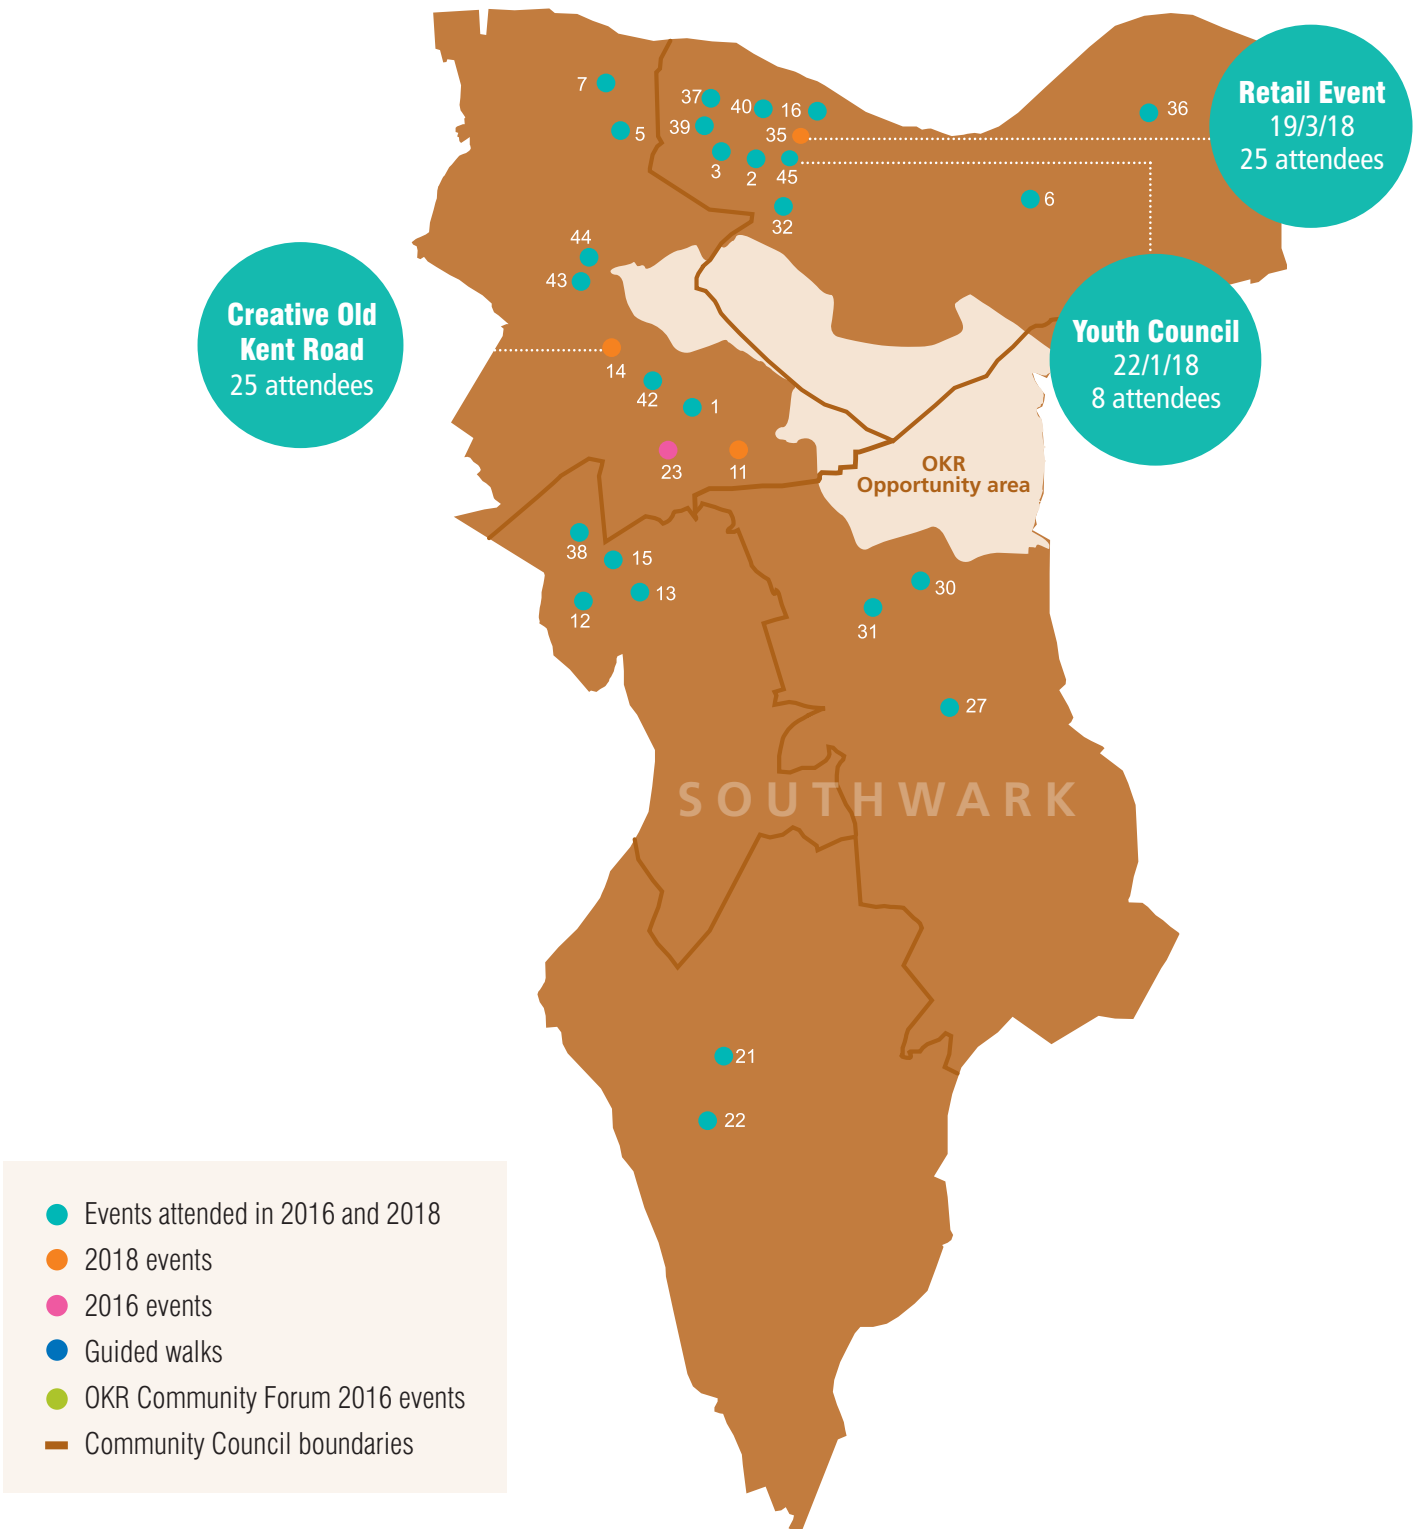 7
5
37
39
40
16
35
3
2
45
32
36
6
Retail Event
19/3/18
25 attendees
44
43
Creative Old
Kent Road
25 attendees
Youth Council
22/1/18
8 attendees
14
42
1
23
11
OKR
Opportunity area
38
15
13
12
30
31
27
SOUTHWARK
21
22
Events attended in 2016 and 2018
2018 events
2016 events
Guided walks
OKR Community Forum 2016 events
Community Council boundaries